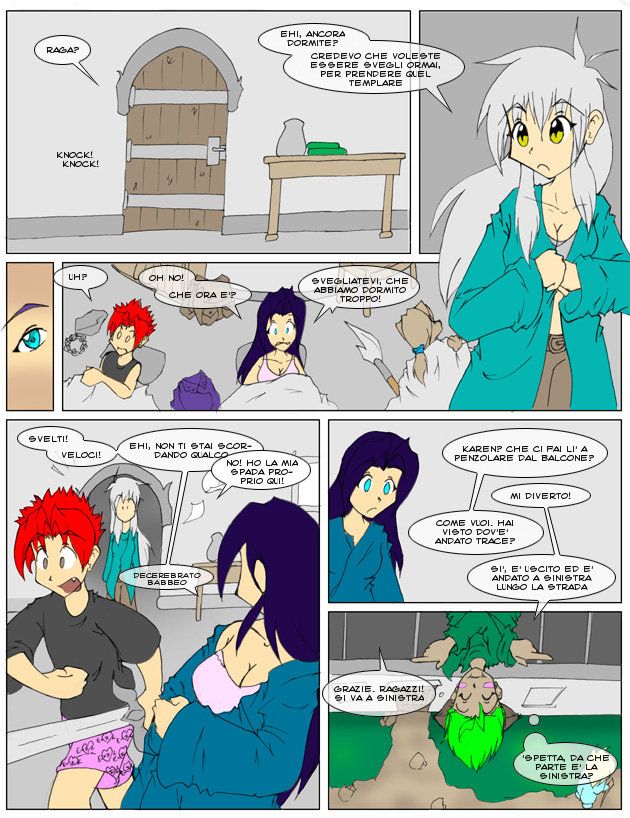 RAGA?
KNOCK!
KNOCK!
EHI, ANCORA
DORMITE?
CREDEVO CHE VOLESTE
ESSERE SVEGLI ORMAI,
PER PRENDERE QUEL
TEMPLARE
UH?
OH NO!
CHE ORA E'?
SVEGLIATEVI, CHE
ABBIAMO DORMITO
TROPPO!
SVELTI!
VELOCI!
EHI, NON TI STAI SCOR-
DANDO QUALCO
NO! HO LA MIA
SPADA PRO-
PRIO QUI!
DECEREBRATO
BABBEO
KAREN? CHE CI FAI LI' A
PENZOLARE DAL BALCONE?
MI DIVERTO!
COME VUOI. HAI
VISTO DOV'E'
ANDATO TRACE?
SI', E' USCITO ED E'
ANDATO A SINISTRA
LUNGO LA STRADA
GRAZIE. RAGAZZI!
SI VA A SINISTRA
'SPETTA, DA CHE
PARTE E' LA
SINISTRA?